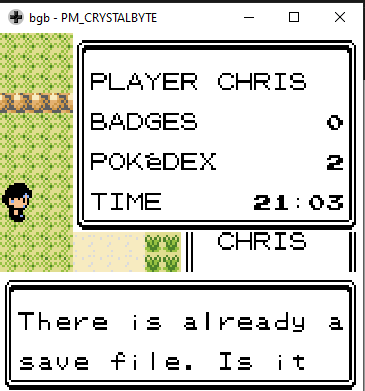 bgb - PM_CRYSTALBYTE
PLAYER CHRIS
BADGES 0
POKéDEX 2
TIME 21:03
CHRIS
There is already a
save file. Is it